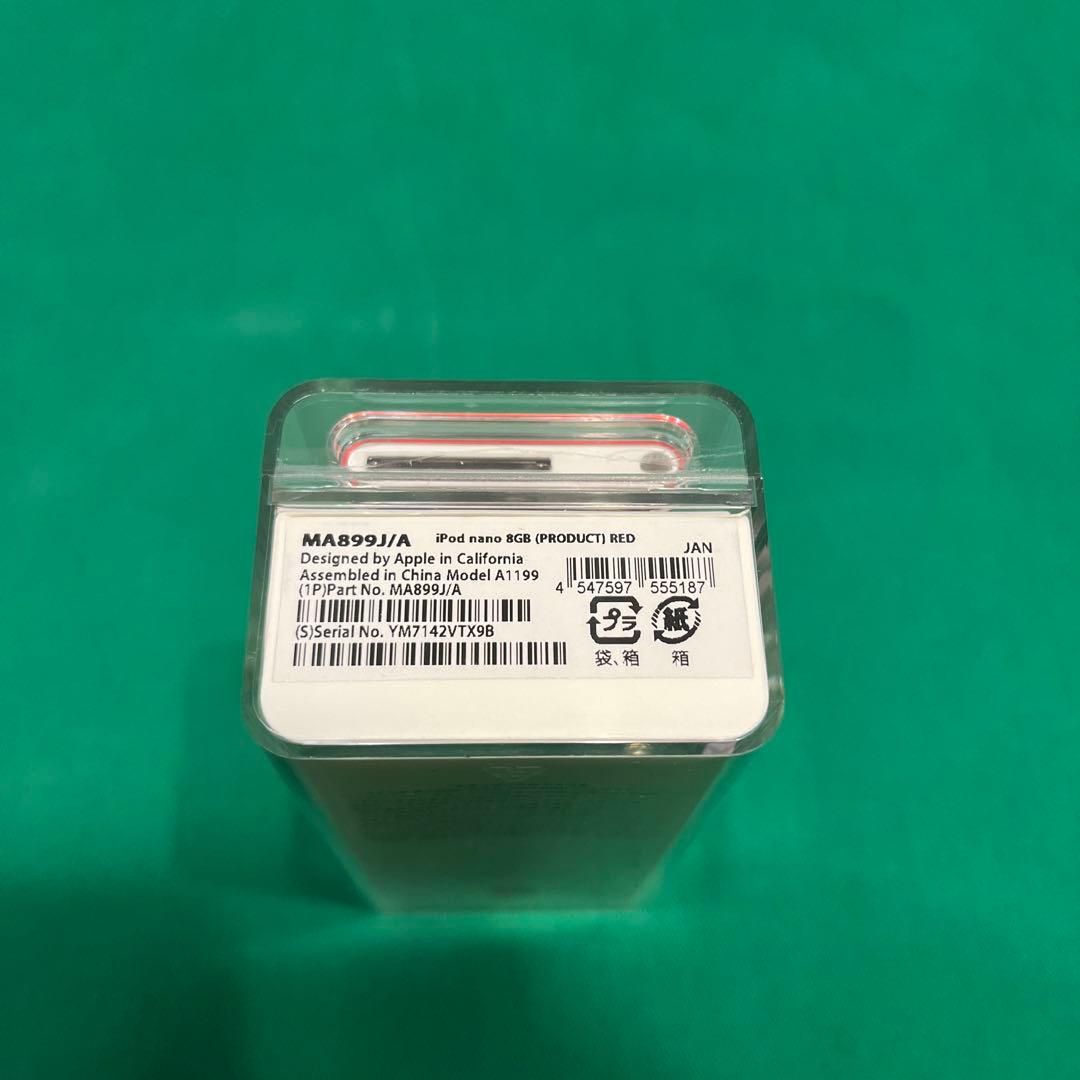 MA899J/A iPod nano 8GB (PRODUCT) RED
Designed by Apple in California
Assembled in China Model A1199
(1P)Part No. MA899J/A
(S)Serial No. YM7142VTX9B
JAN
4 547597 555187
プラ 紙
袋、箱 箱